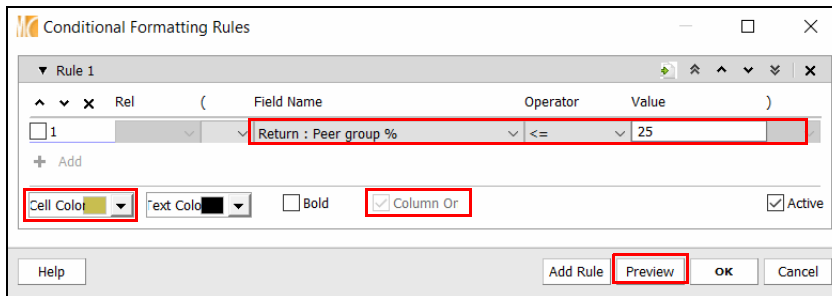 Conditional Formatting Rules
Rule 1
Rel ( Field Name Operator Value )
1 Return : Peer group % <= 25
Add
Cell Color Text Colo Bold Column Or Active
Help Add Rule Preview OK Cancel